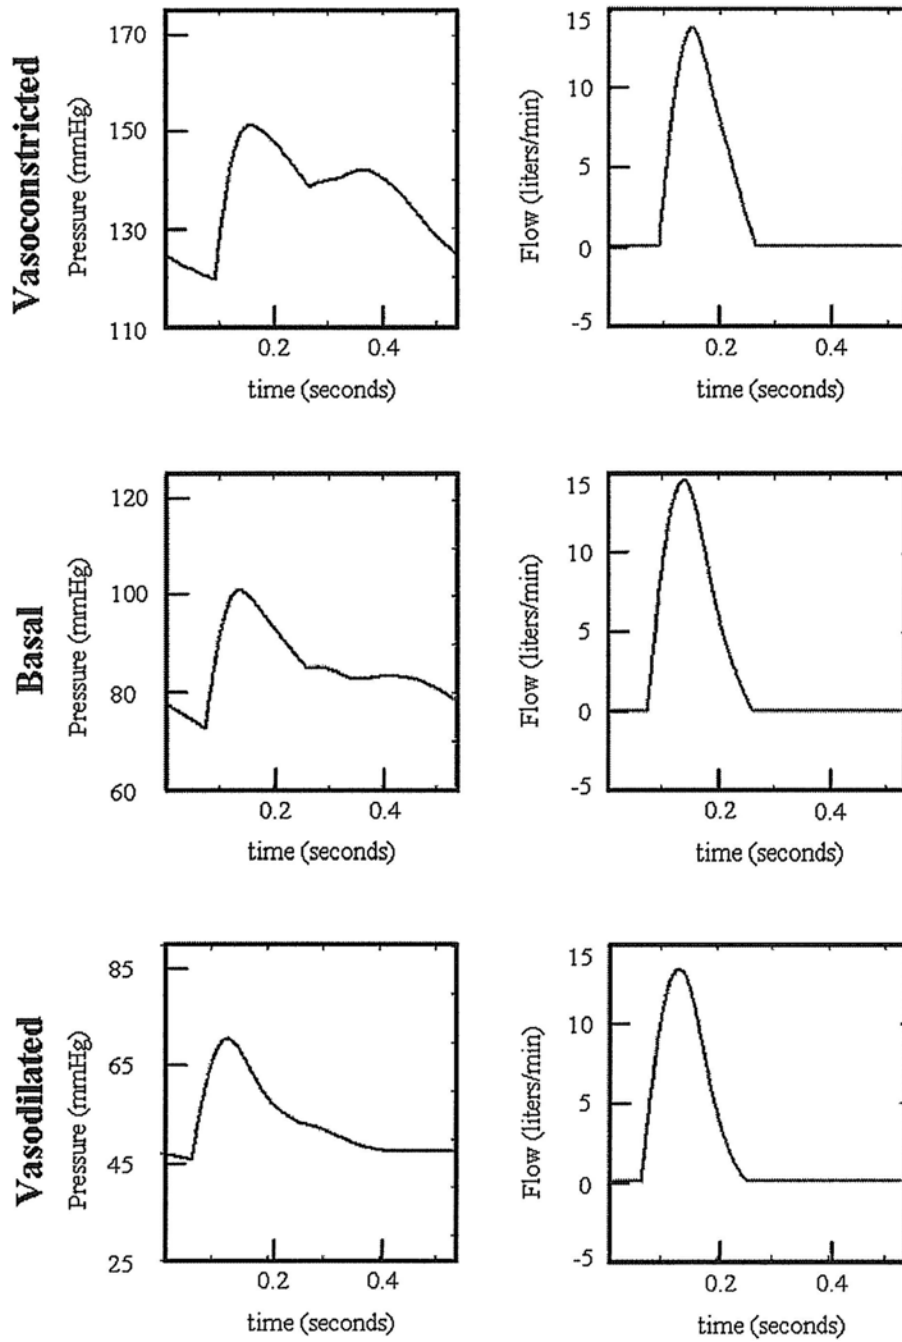 Vasoconstricted
Pressure (mmHg)
170
150
130
110
0.2 0.4
time (seconds)
Flow (liters/min)
15
10
5
0
-5
0.2 0.4
time (seconds)
Basal
Pressure (mmHg)
120
100
80
60
0.2 0.4
time (seconds)
Flow (liters/min)
15
10
5
0
-5
0.2 0.4
time (seconds)
Vasodilated
Pressure (mmHg)
85
65
45
25
0.2 0.4
time (seconds)
Flow (liters/min)
15
10
5
0
-5
0.2 0.4
time (seconds)